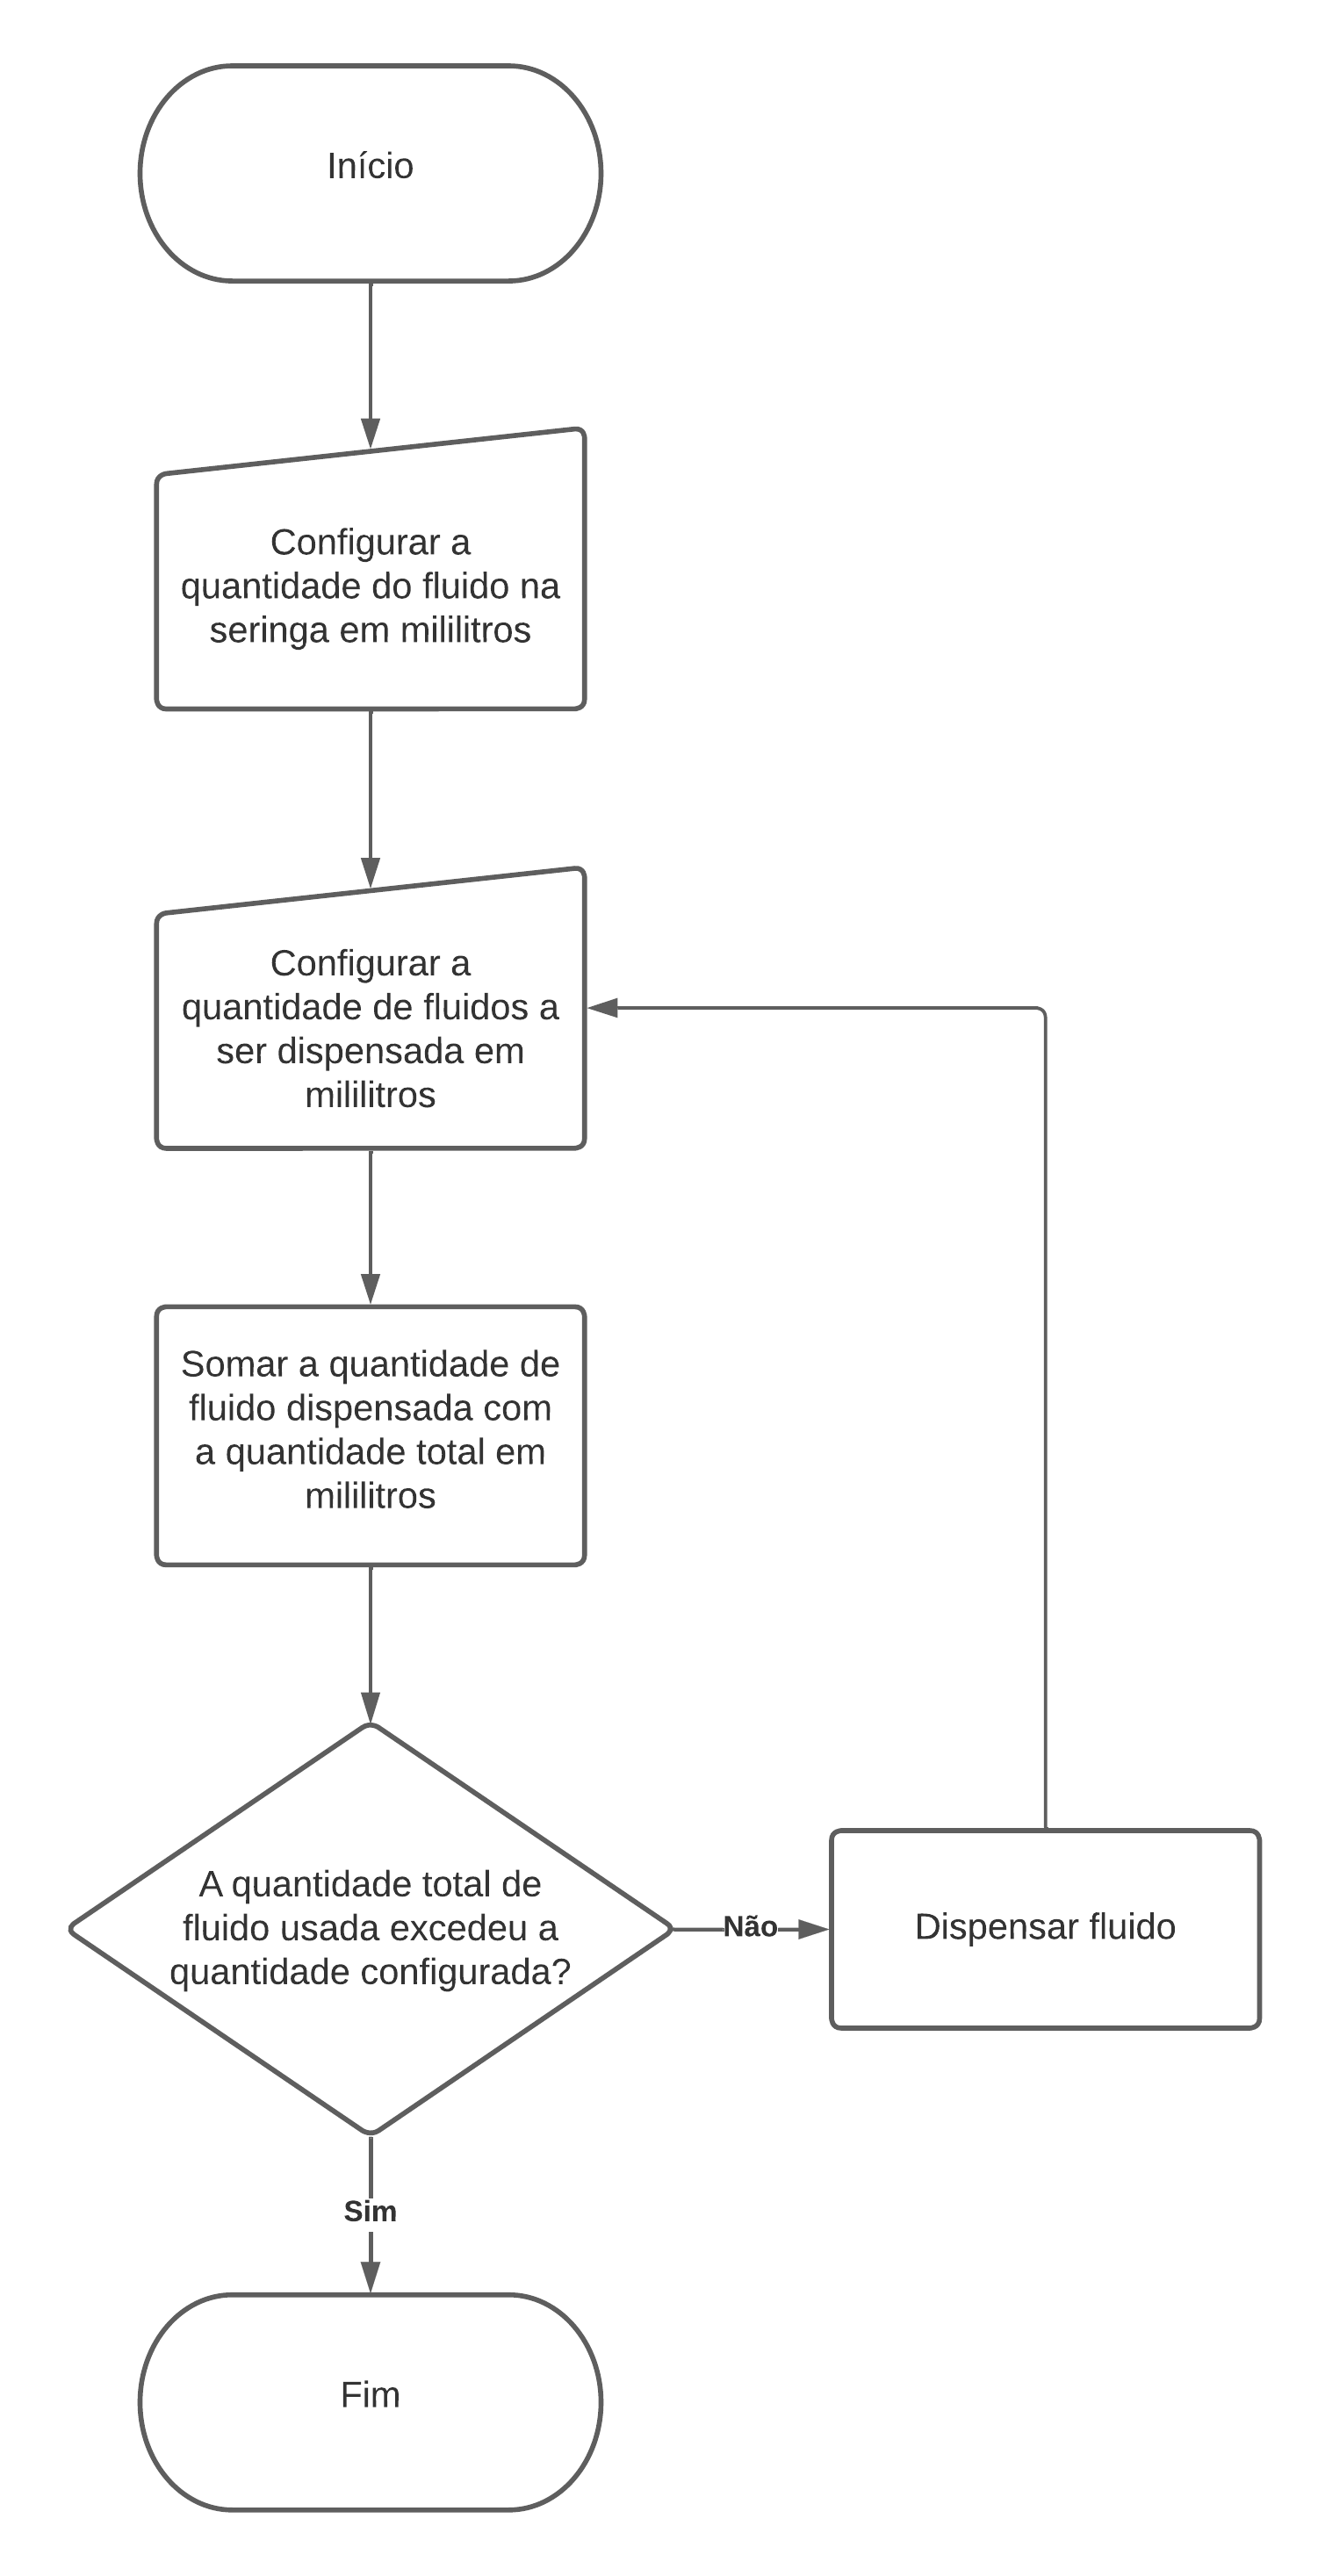 Início
Configurar a
quantidade do fluido na
seringa em mililitros
Configurar a
quantidade de fluidos a
ser dispensada em
mililitros
Somar a quantidade de
fluido dispensada com
a quantidade total em
mililitros
A quantidade total de
fluido usada excedeu a
quantidade configurada?
Não
Dispensar fluido
Sim
Fim